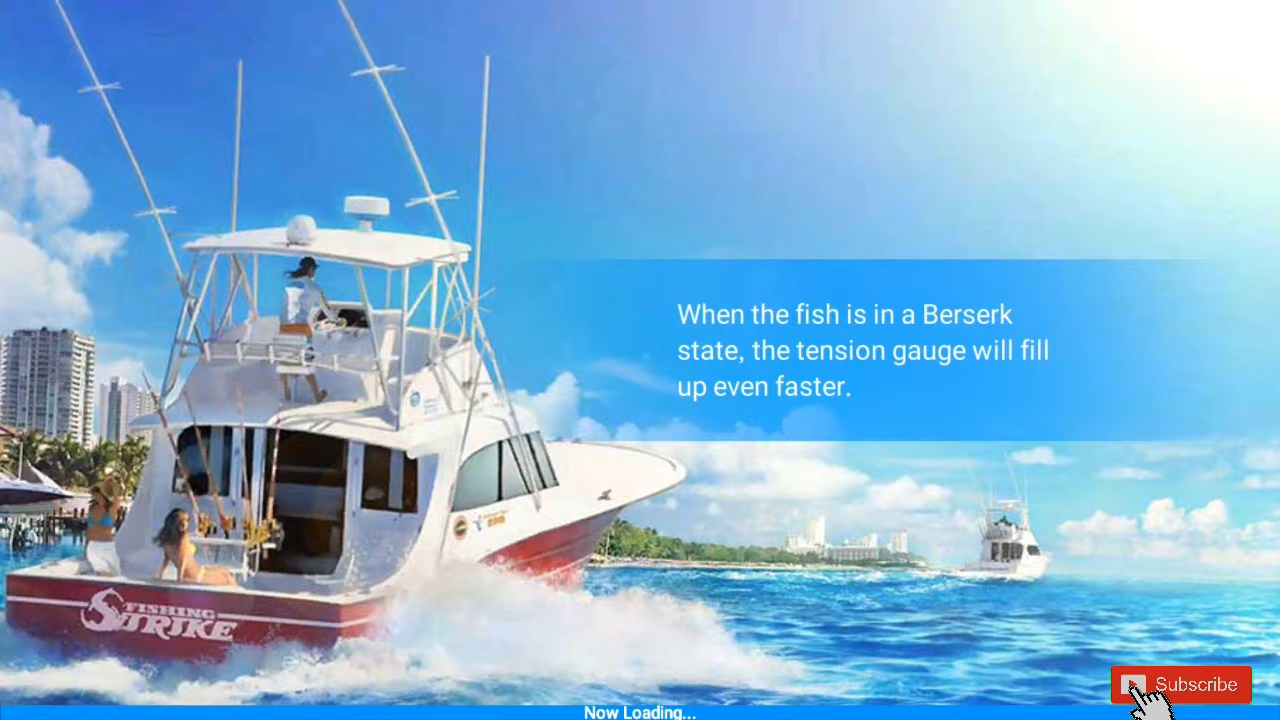 When the fish is in a Berserk
state, the tension gauge will fill
up even faster.
FISHING
STRIKE
Subscribe
Now Loading...